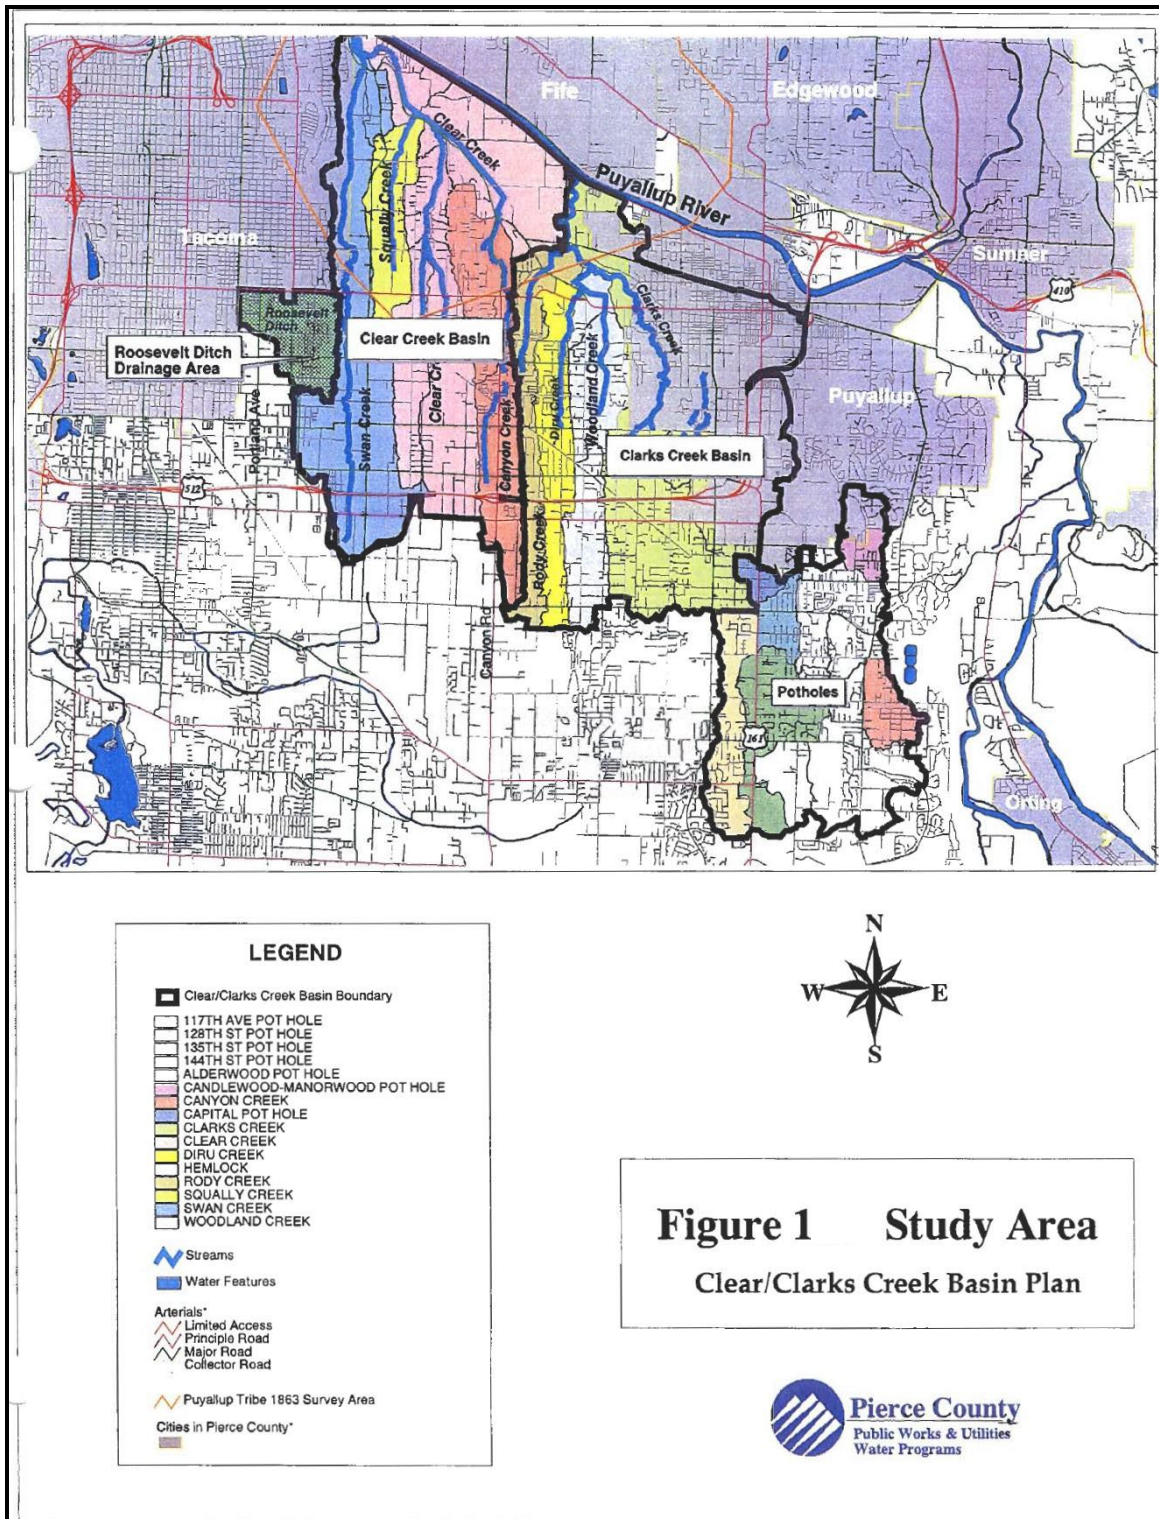 Fife
Edgewood
Clear Creek
Puyallup River
Squally Creek
Tacoma
Sumner
410
Roosevelt
Ditch
Clarks Creek
Clear Creek Basin
Roosevelt Ditch
Drainage Area
Puyallup
Portland Ave
Swan Creek
Clear Cr
Canyon Creek
Diru Creek
Woodland Creek
Clarks Creek Basin
512
Rody Creek
Canyon Rd
Potholes
161
Orting
LEGEND
Clear/Clarks Creek Basin Boundary
117TH AVE POT HOLE
128TH ST POT HOLE
135TH ST POT HOLE
144TH ST POT HOLE
ALDERWOOD POT HOLE
CANDLEWOOD-MANORWOOD POT HOLE
CANYON CREEK
CAPITAL POT HOLE
CLARKS CREEK
CLEAR CREEK
DIRU CREEK
HEMLOCK
RODY CREEK
SQUALLY CREEK
SWAN CREEK
WOODLAND CREEK
Streams
Water Features
Arterials*
Limited Access
Principle Road
Major Road
Collector Road
Puyallup Tribe 1863 Survey Area
Cities in Pierce County*
N
W E
S
Figure 1 Study Area
Clear/Clarks Creek Basin Plan
Pierce County
Public Works & Utilities
Water Programs